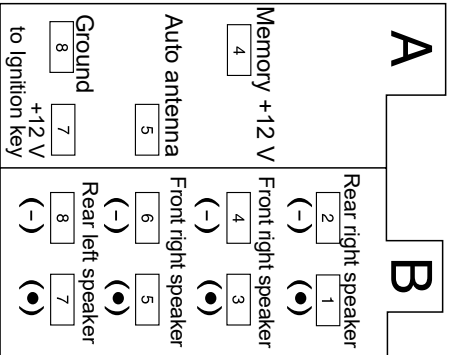 A
Memory +12 V
4
Auto antenna
5
Ground
8
7
+12 V
to Ignition key
B
Rear right speaker
2
1
(-)
(●)
Front right speaker
4
3
(-)
(●)
Front right speaker
6
5
(-)
(●)
Rear left speaker
8
7
(-)
(●)